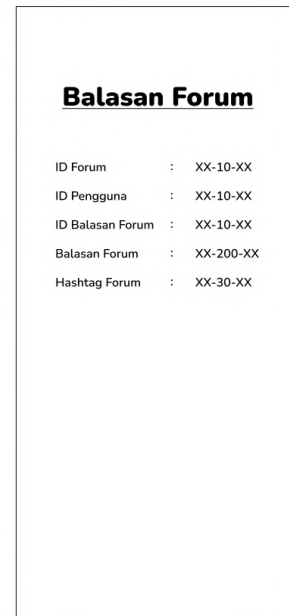 Balasan Forum
ID Forum : XX-10-XX
ID Pengguna : XX-10-XX
ID Balasan Forum : XX-10-XX
Balasan Forum : XX-200-XX
Hashtag Forum : XX-30-XX